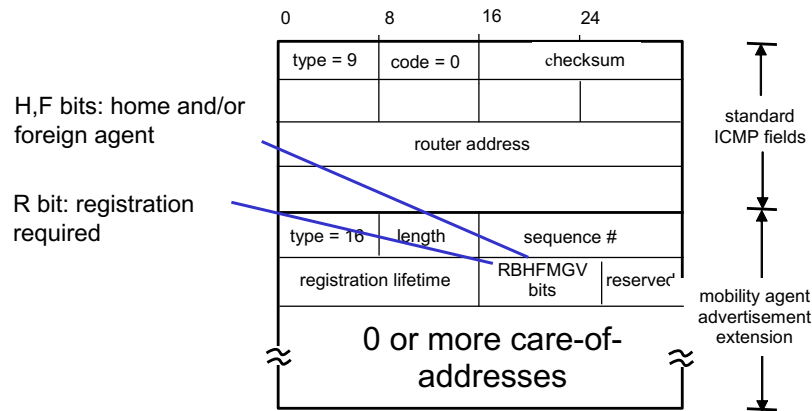 0 8 16 24
type = 9 code = 0 checksum
H,F bits: home and/or
foreign agent
router address
standard
ICMP fields
R bit: registration
required
type = 16 length sequence #
registration lifetime RBHFMGV
bits reserved
mobility agent
advertisement
extension
0 or more care-of-
addresses